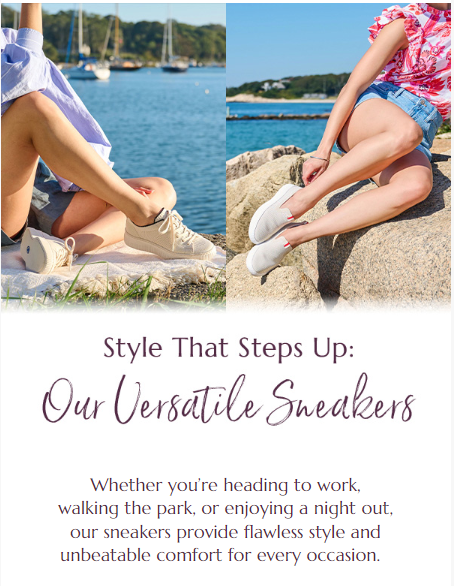 Style That Steps Up:
Our Versatile Sneakers
Whether you’re heading to work,
walking the park, or enjoying a night out,
our sneakers provide flawless style and
unbeatable comfort for every occasion.